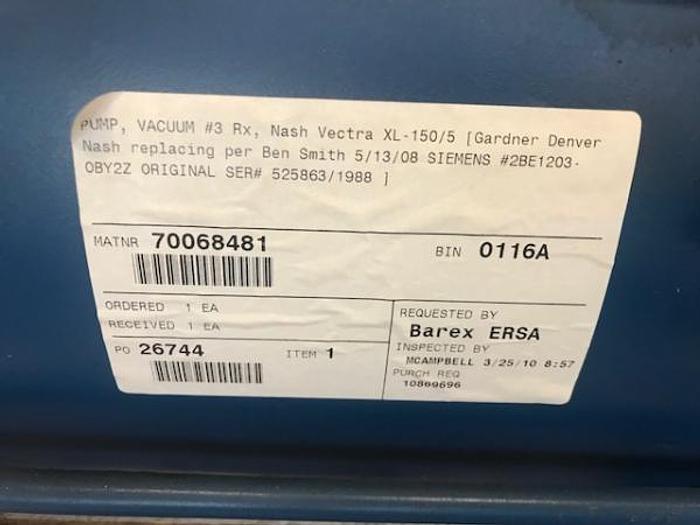 PUMP, VACUUM #3 Rx, Nash Vectra XL-150/5 [Gardner Denver
Nash replacing per Ben Smith 5/13/08 SIEMENS #2BE1203-
OBY2Z ORIGINAL SER# 525863/1988 ]
MATNR 70068481
BIN 0116A
ORDERED 1 EA
RECEIVED 1 EA
PO 26744
ITEM 1
REQUESTED BY
Barex ERSA
INSPECTED BY
MCAMPBELL 3/25/10 8:57
PURCH REQ
10869696